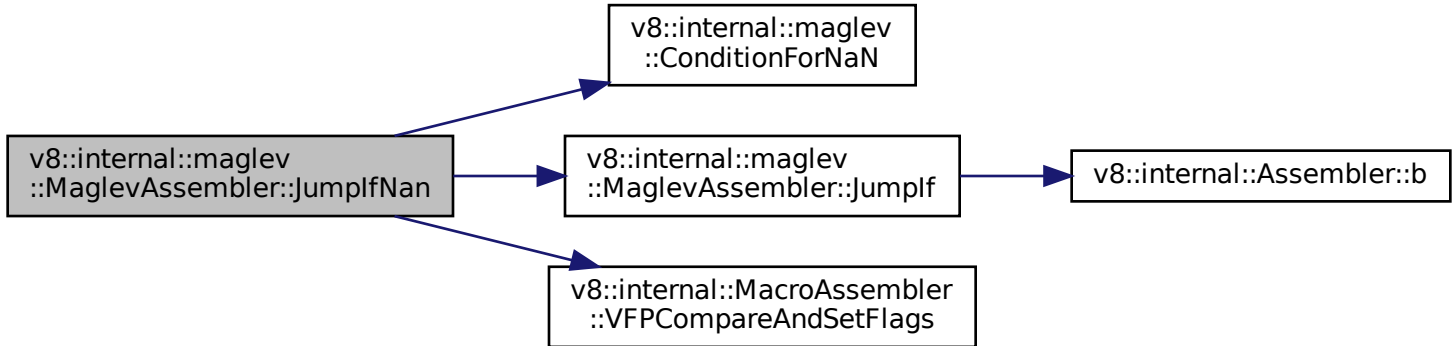 v8::internal::maglev
::ConditionForNaN
v8::internal::maglev
::MaglevAssembler::JumpIfNan
v8::internal::maglev
::MaglevAssembler::JumpIf
v8::internal::Assembler::b
v8::internal::MacroAssembler
::VFPCompareAndSetFlags